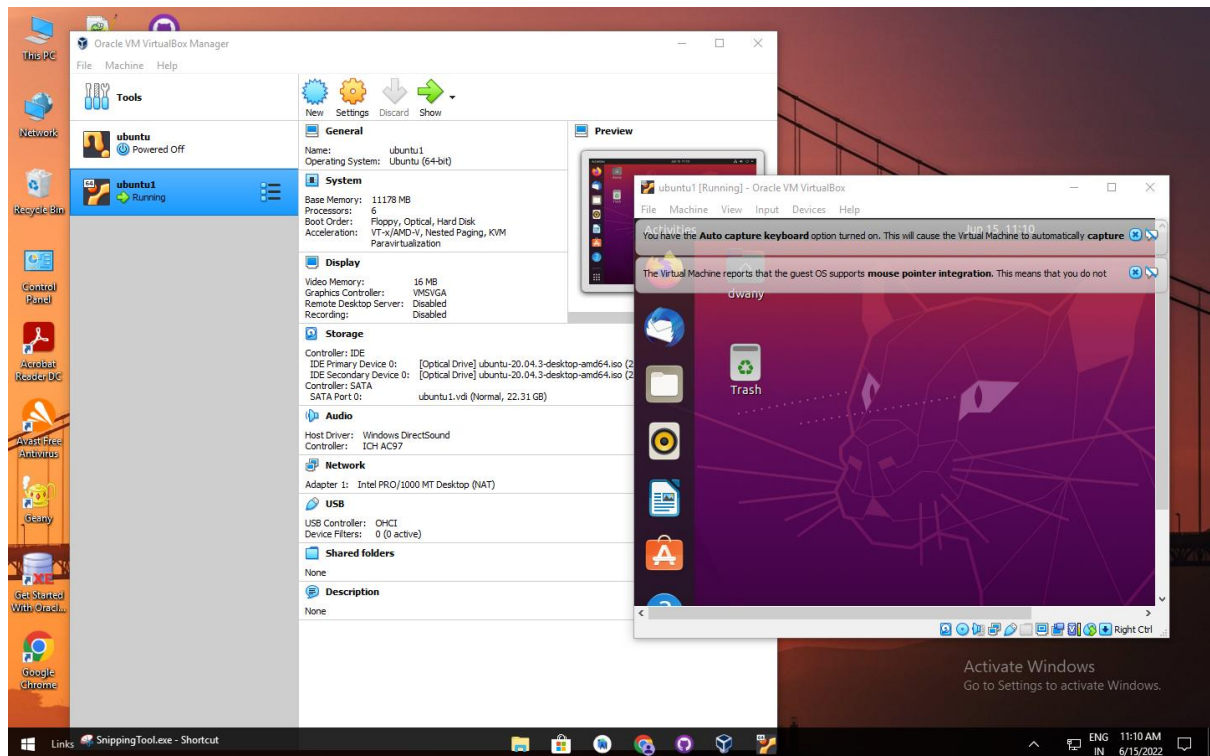 This PC
Network
Recycle Bin
Control
Panel
Acrobat
Reader DC
Avast Free
Antivirus
Geany
XE
Get Started
With Oracl...
Google
Chrome
Oracle VM VirtualBox Manager
File Machine Help
Tools
ubuntu
Powered Off
64
ubuntu1
Running
New Settings Discard Show
General
Name: ubuntu1
Operating System: Ubuntu (64-bit)
System
Base Memory: 11178 MB
Processors: 6
Boot Order: Floppy, Optical, Hard Disk
Acceleration: VT-x/AMD-V, Nested Paging, KVM
Paravirtualization
Display
Video Memory: 16 MB
Graphics Controller: VMSVGA
Remote Desktop Server: Disabled
Recording: Disabled
Storage
Controller: IDE
IDE Primary Device 0: [Optical Drive] ubuntu-20.04.3-desktop-amd64.iso (2
IDE Secondary Device 0: [Optical Drive] ubuntu-20.04.3-desktop-amd64.iso (2
Controller: SATA
SATA Port 0: ubuntu1.vdi (Normal, 22.31 GB)
Audio
Host Driver: Windows DirectSound
Controller: ICH AC97
Network
Adapter 1: Intel PRO/1000 MT Desktop (NAT)
USB
USB Controller: OHCI
Device Filters: 0 (0 active)
Shared folders
None
Description
None
Preview
ubuntu1 [Running] - Oracle VM VirtualBox
File Machine View Input Devices Help
Activities Jun 15 11:10
You have the Auto capture keyboard option turned on. This will cause the Virtual Machine to automatically capture
The Virtual Machine reports that the guest OS supports mouse pointer integration. This means that you do not
dwany
Trash
Right Ctrl
Activate Windows
Go to Settings to activate Windows.
Links SnippingTool.exe - Shortcut
ENG 11:10 AM
IN 6/15/2022